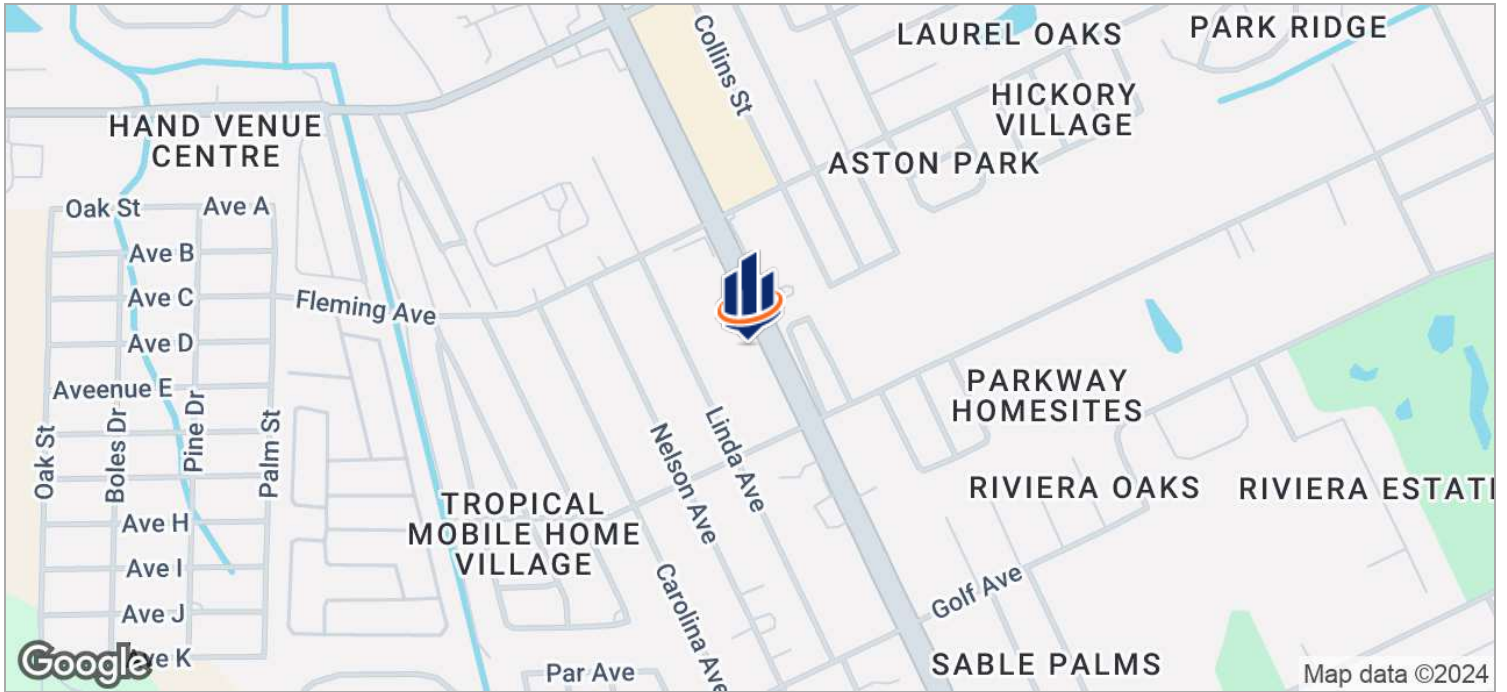 Collins St
LAUREL OAKS
PARK RIDGE
HICKORY
VILLAGE
HAND VENUE
CENTRE
ASTON PARK
Oak St
Ave A
Ave B
Ave C
Fleming Ave
Ave D
Aveenue E
PARKWAY
HOMESITES
Oak St
Boles Dr
Pine Dr
Palm St
Nelson Ave
Linda Ave
RIVIERA OAKS
RIVIERA ESTATE
TROPICAL
MOBILE HOME
VILLAGE
Ave H
Ave I
Carolina Ave
Golf Ave
Ave J
Ave K
Par Ave
SABLE PALMS
Google
Map data ©2024